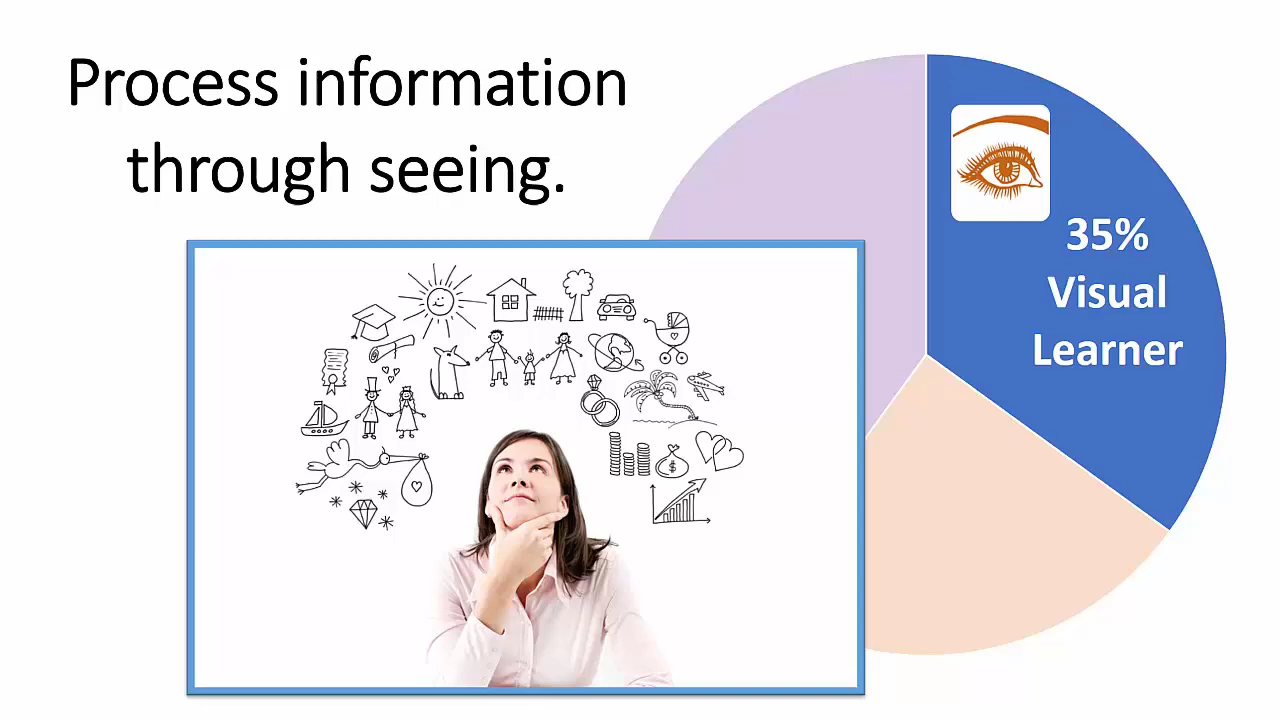 Process information
through seeing.
35%
Visual
Learner
$